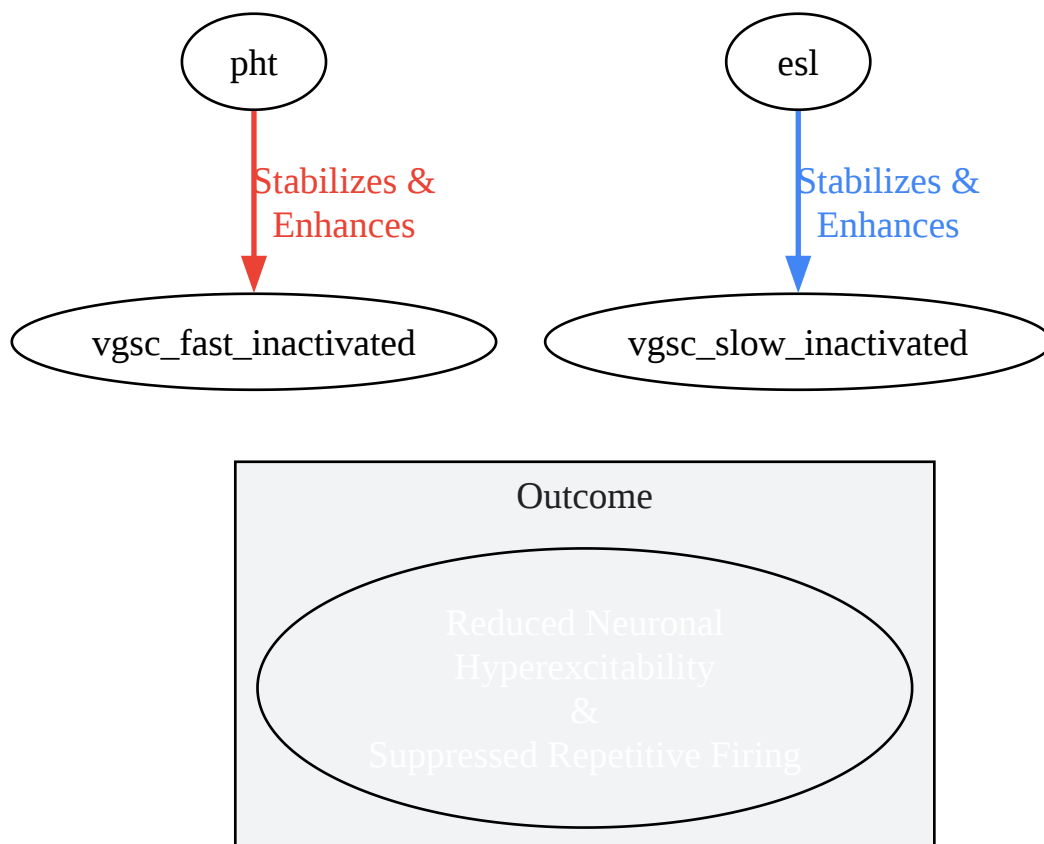 pht
esl
Stabilizes &
Enhances
Stabilizes &
Enhances
vgsc_fast_inactivated
vgsc_slow_inactivated
Outcome
Reduced Neuronal
Hyperexcitability
&
Suppressed Repetitive Firing